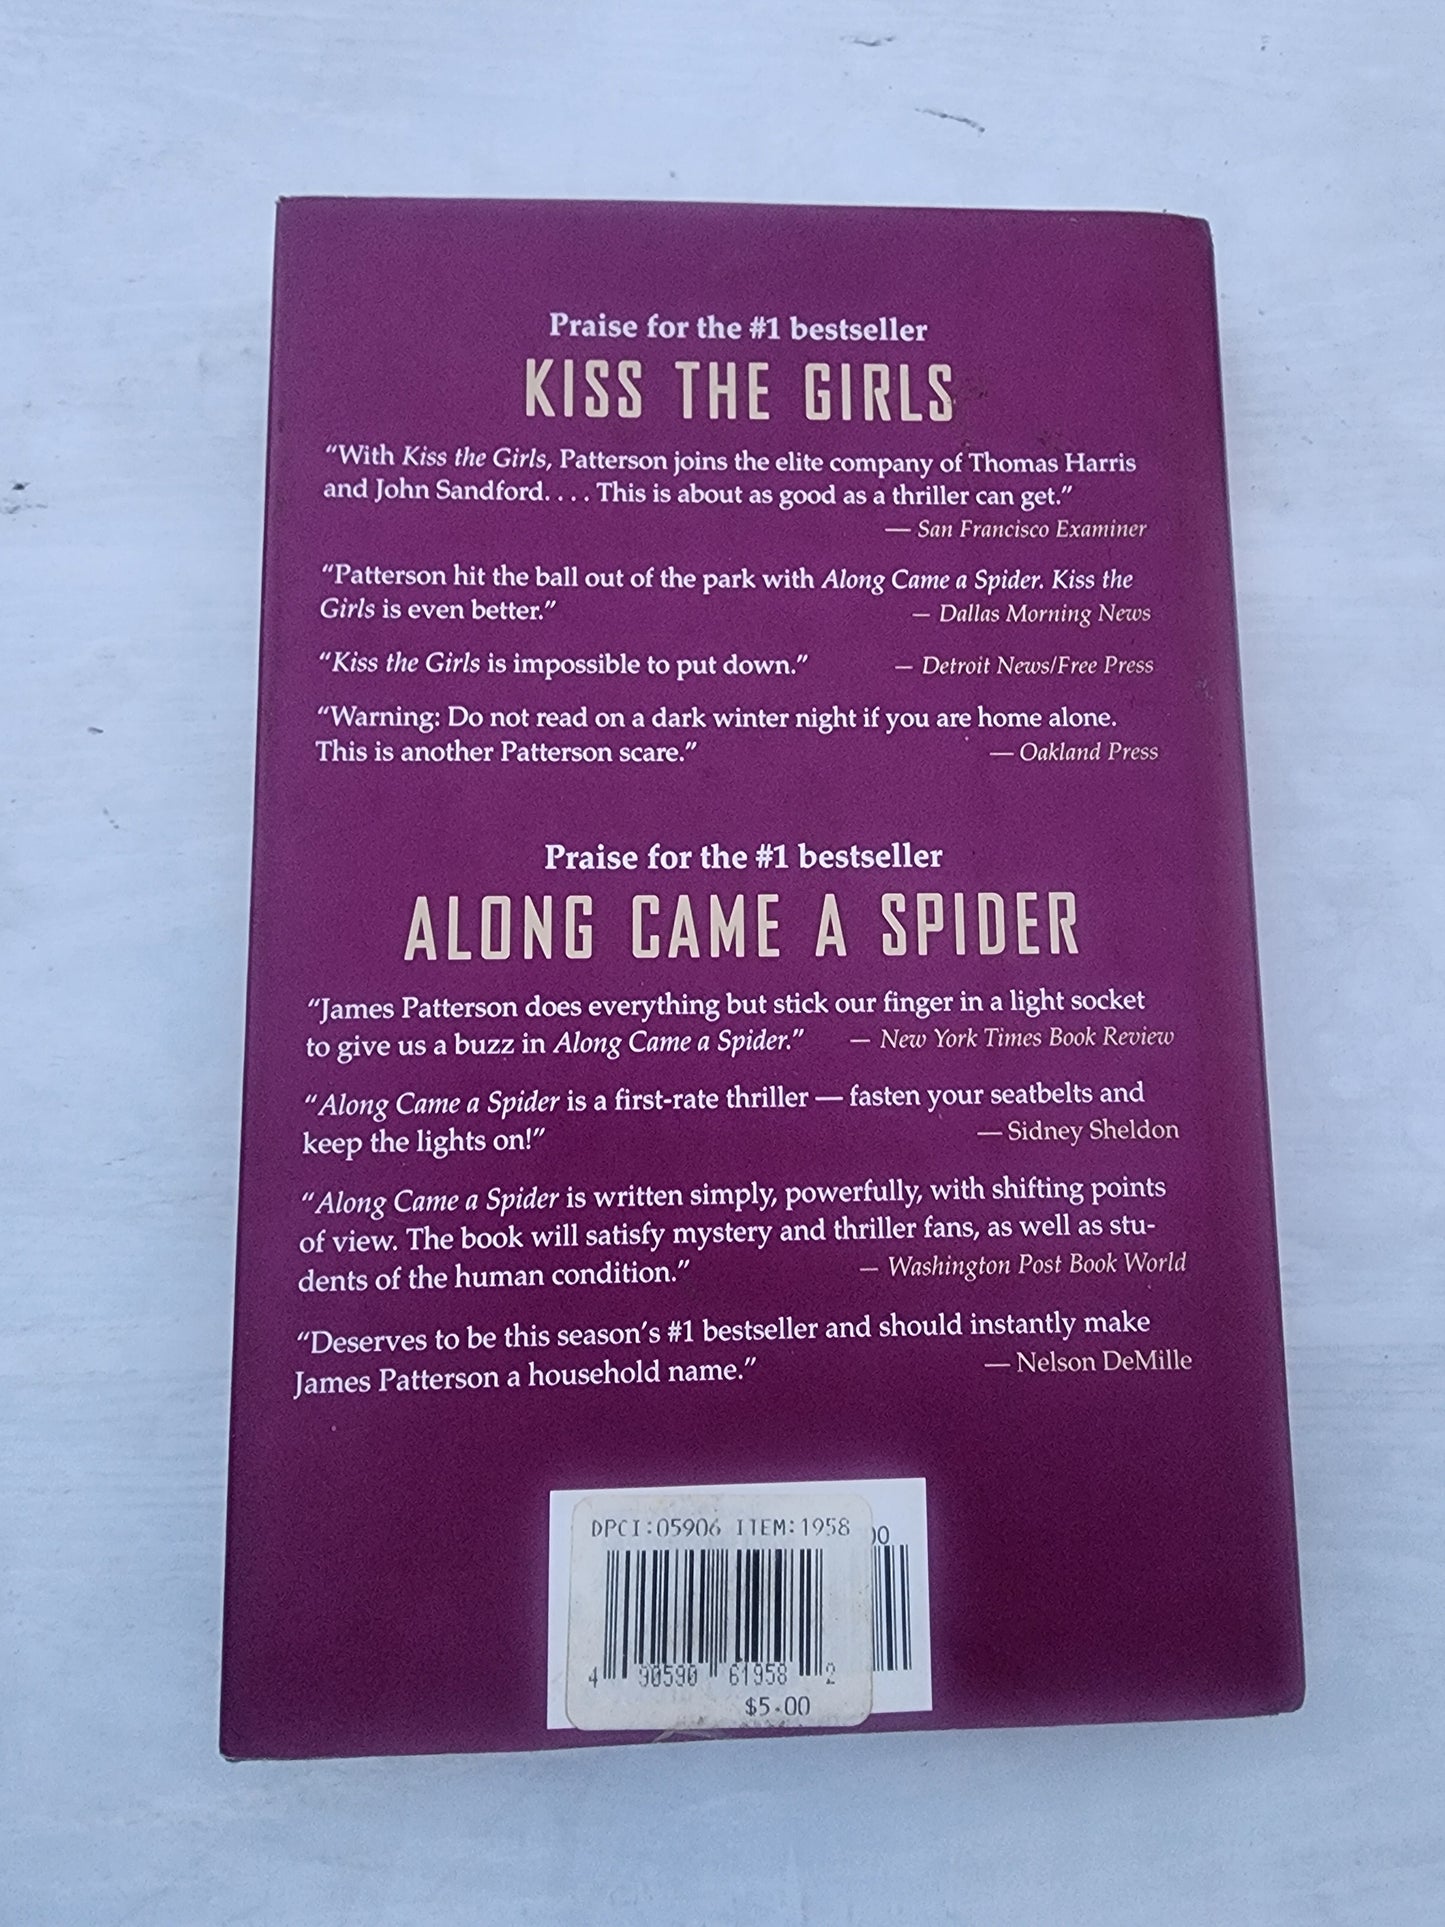 Praise for the #1 bestseller
KISS THE GIRLS
“With Kiss the Girls, Patterson joins the elite company of Thomas Harris
and John Sandford. . . . This is about as good as a thriller can get.”
— San Francisco Examiner
“Patterson hit the ball out of the park with Along Came a Spider. Kiss the
Girls is even better.” — Dallas Morning News
“Kiss the Girls is impossible to put down.” — Detroit News/Free Press
“Warning: Do not read on a dark winter night if you are home alone.
This is another Patterson scare.” — Oakland Press
Praise for the #1 bestseller
ALONG CAME A SPIDER
“James Patterson does everything but stick our finger in a light socket
to give us a buzz in Along Came a Spider.” — New York Times Book Review
“Along Came a Spider is a first-rate thriller — fasten your seatbelts and
keep the lights on!” — Sidney Sheldon
“Along Came a Spider is written simply, powerfully, with shifting points
of view. The book will satisfy mystery and thriller fans, as well as stu-
dents of the human condition.” — Washington Post Book World
“Deserves to be this season’s #1 bestseller and should instantly make
James Patterson a household name.” — Nelson DeMille
DPCI:05906 ITEM:1958
4 90590 61958 2
$5.00